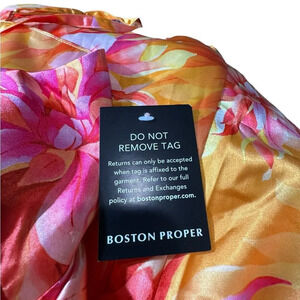 DO NOT
REMOVE TAG
Returns can only be accepted
when tag is affixed to the
garment. Refer to our full
Returns and Exchanges
policy at bostonproper.com.
BOSTON PROPER